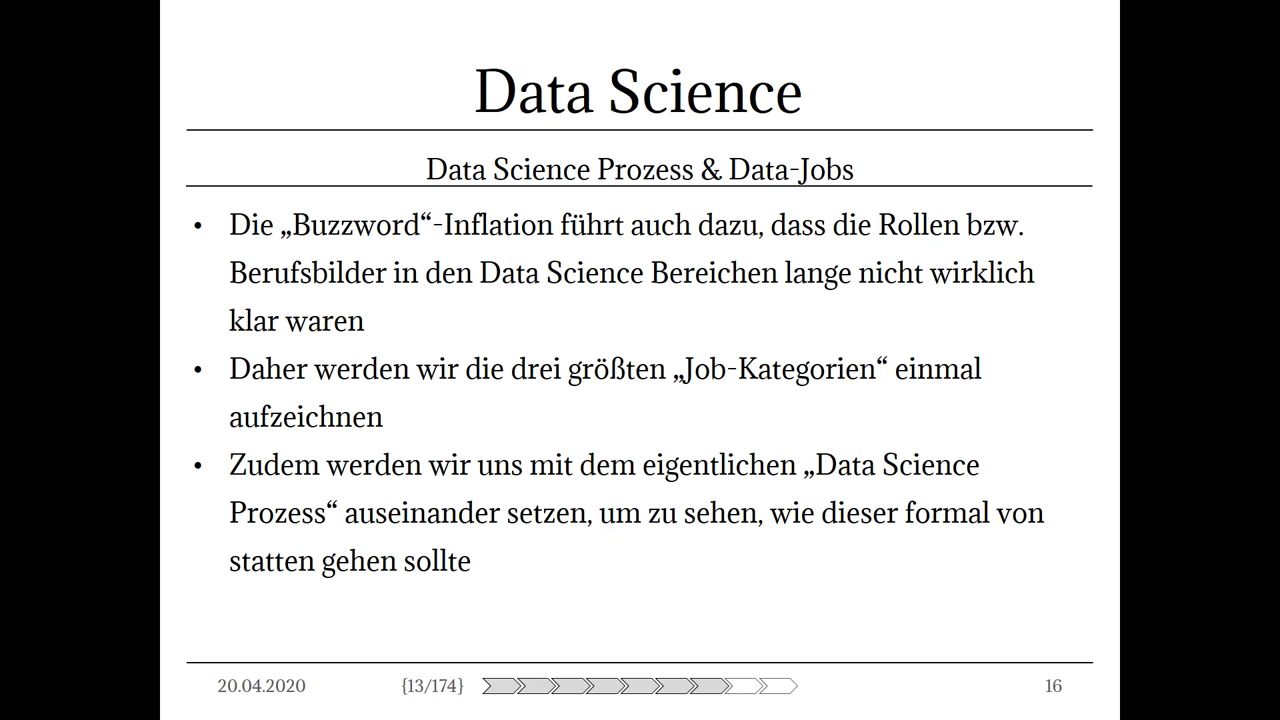 Data Science
Data Science Prozess & Data-Jobs
• Die „Buzzword“-Inflation führt auch dazu, dass die Rollen bzw.
Berufsbilder in den Data Science Bereichen lange nicht wirklich
klar waren
• Daher werden wir die drei größten „Job-Kategorien“ einmal
aufzeichnen
• Zudem werden wir uns mit dem eigentlichen „Data Science
Prozess“ auseinander setzen, um zu sehen, wie dieser formal von
statten gehen sollte
20.04.2020 {13/174} 16